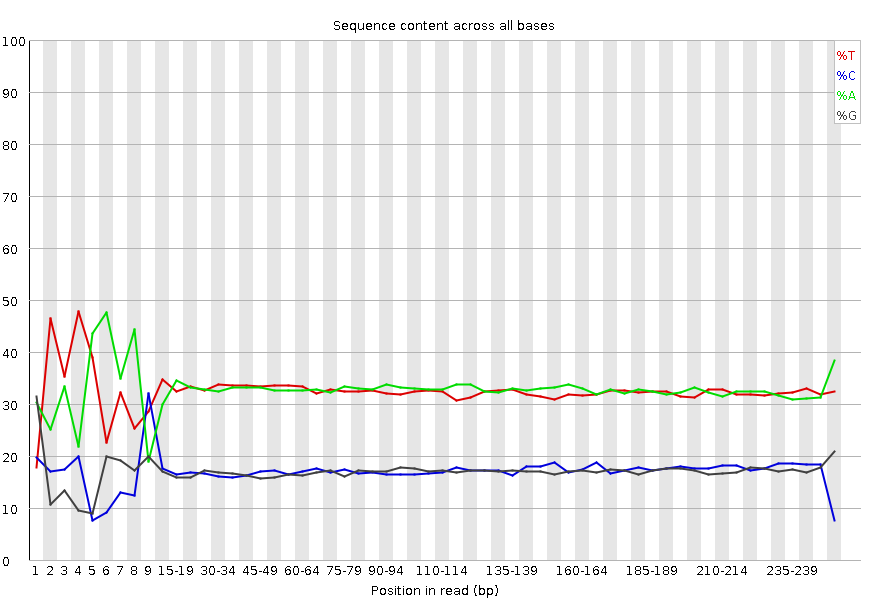 Sequence content across all bases
100
90
80
70
60
50
40
30
20
10
0
%T
%C
%A
%G
1 2 3 4 5 6 7 8 9 15-19 30-34 45-49 60-64 75-79 90-94 110-114 135-139 160-164 185-189 210-214 235-239
Position in read (bp)